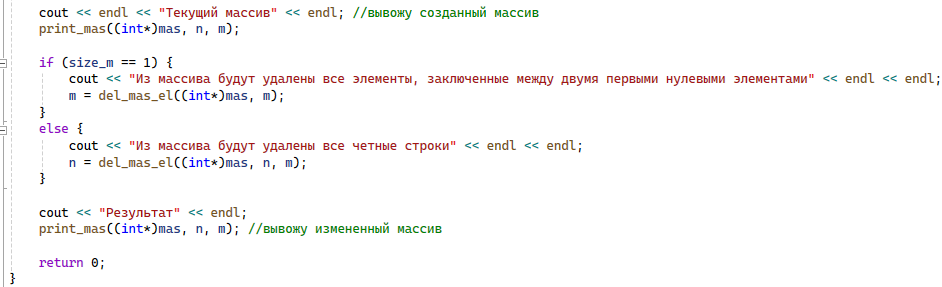 cout << endl << "Текущий массив" << endl; //вывожу созданный массив
print_mas((int*)mas, n, m);
if (size_m == 1) {
cout << "Из массива будут удалены все элементы, заключенные между двумя первыми нулевыми элементами" << endl << endl;
m = del_mas_el((int*)mas, m);
}
else {
cout << "Из массива будут удалены все четные строки" << endl << endl;
n = del_mas_el((int*)mas, n, m);
}
cout << "Результат" << endl;
print_mas((int*)mas, n, m); //вывожу измененный массив
return 0;
}